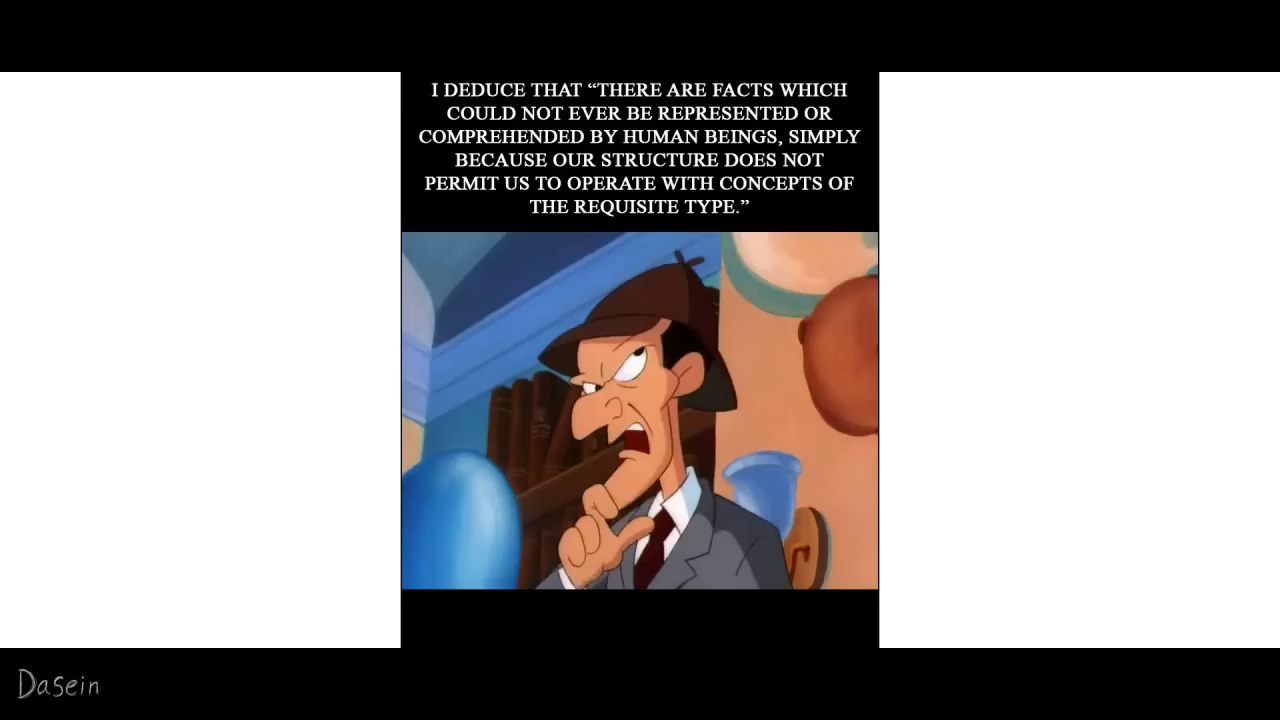 I DEDUCE THAT “THERE ARE FACTS WHICH
COULD NOT EVER BE REPRESENTED OR
COMPREHENDED BY HUMAN BEINGS, SIMPLY
BECAUSE OUR STRUCTURE DOES NOT
PERMIT US TO OPERATE WITH CONCEPTS OF
THE REQUISITE TYPE.”
Dasein